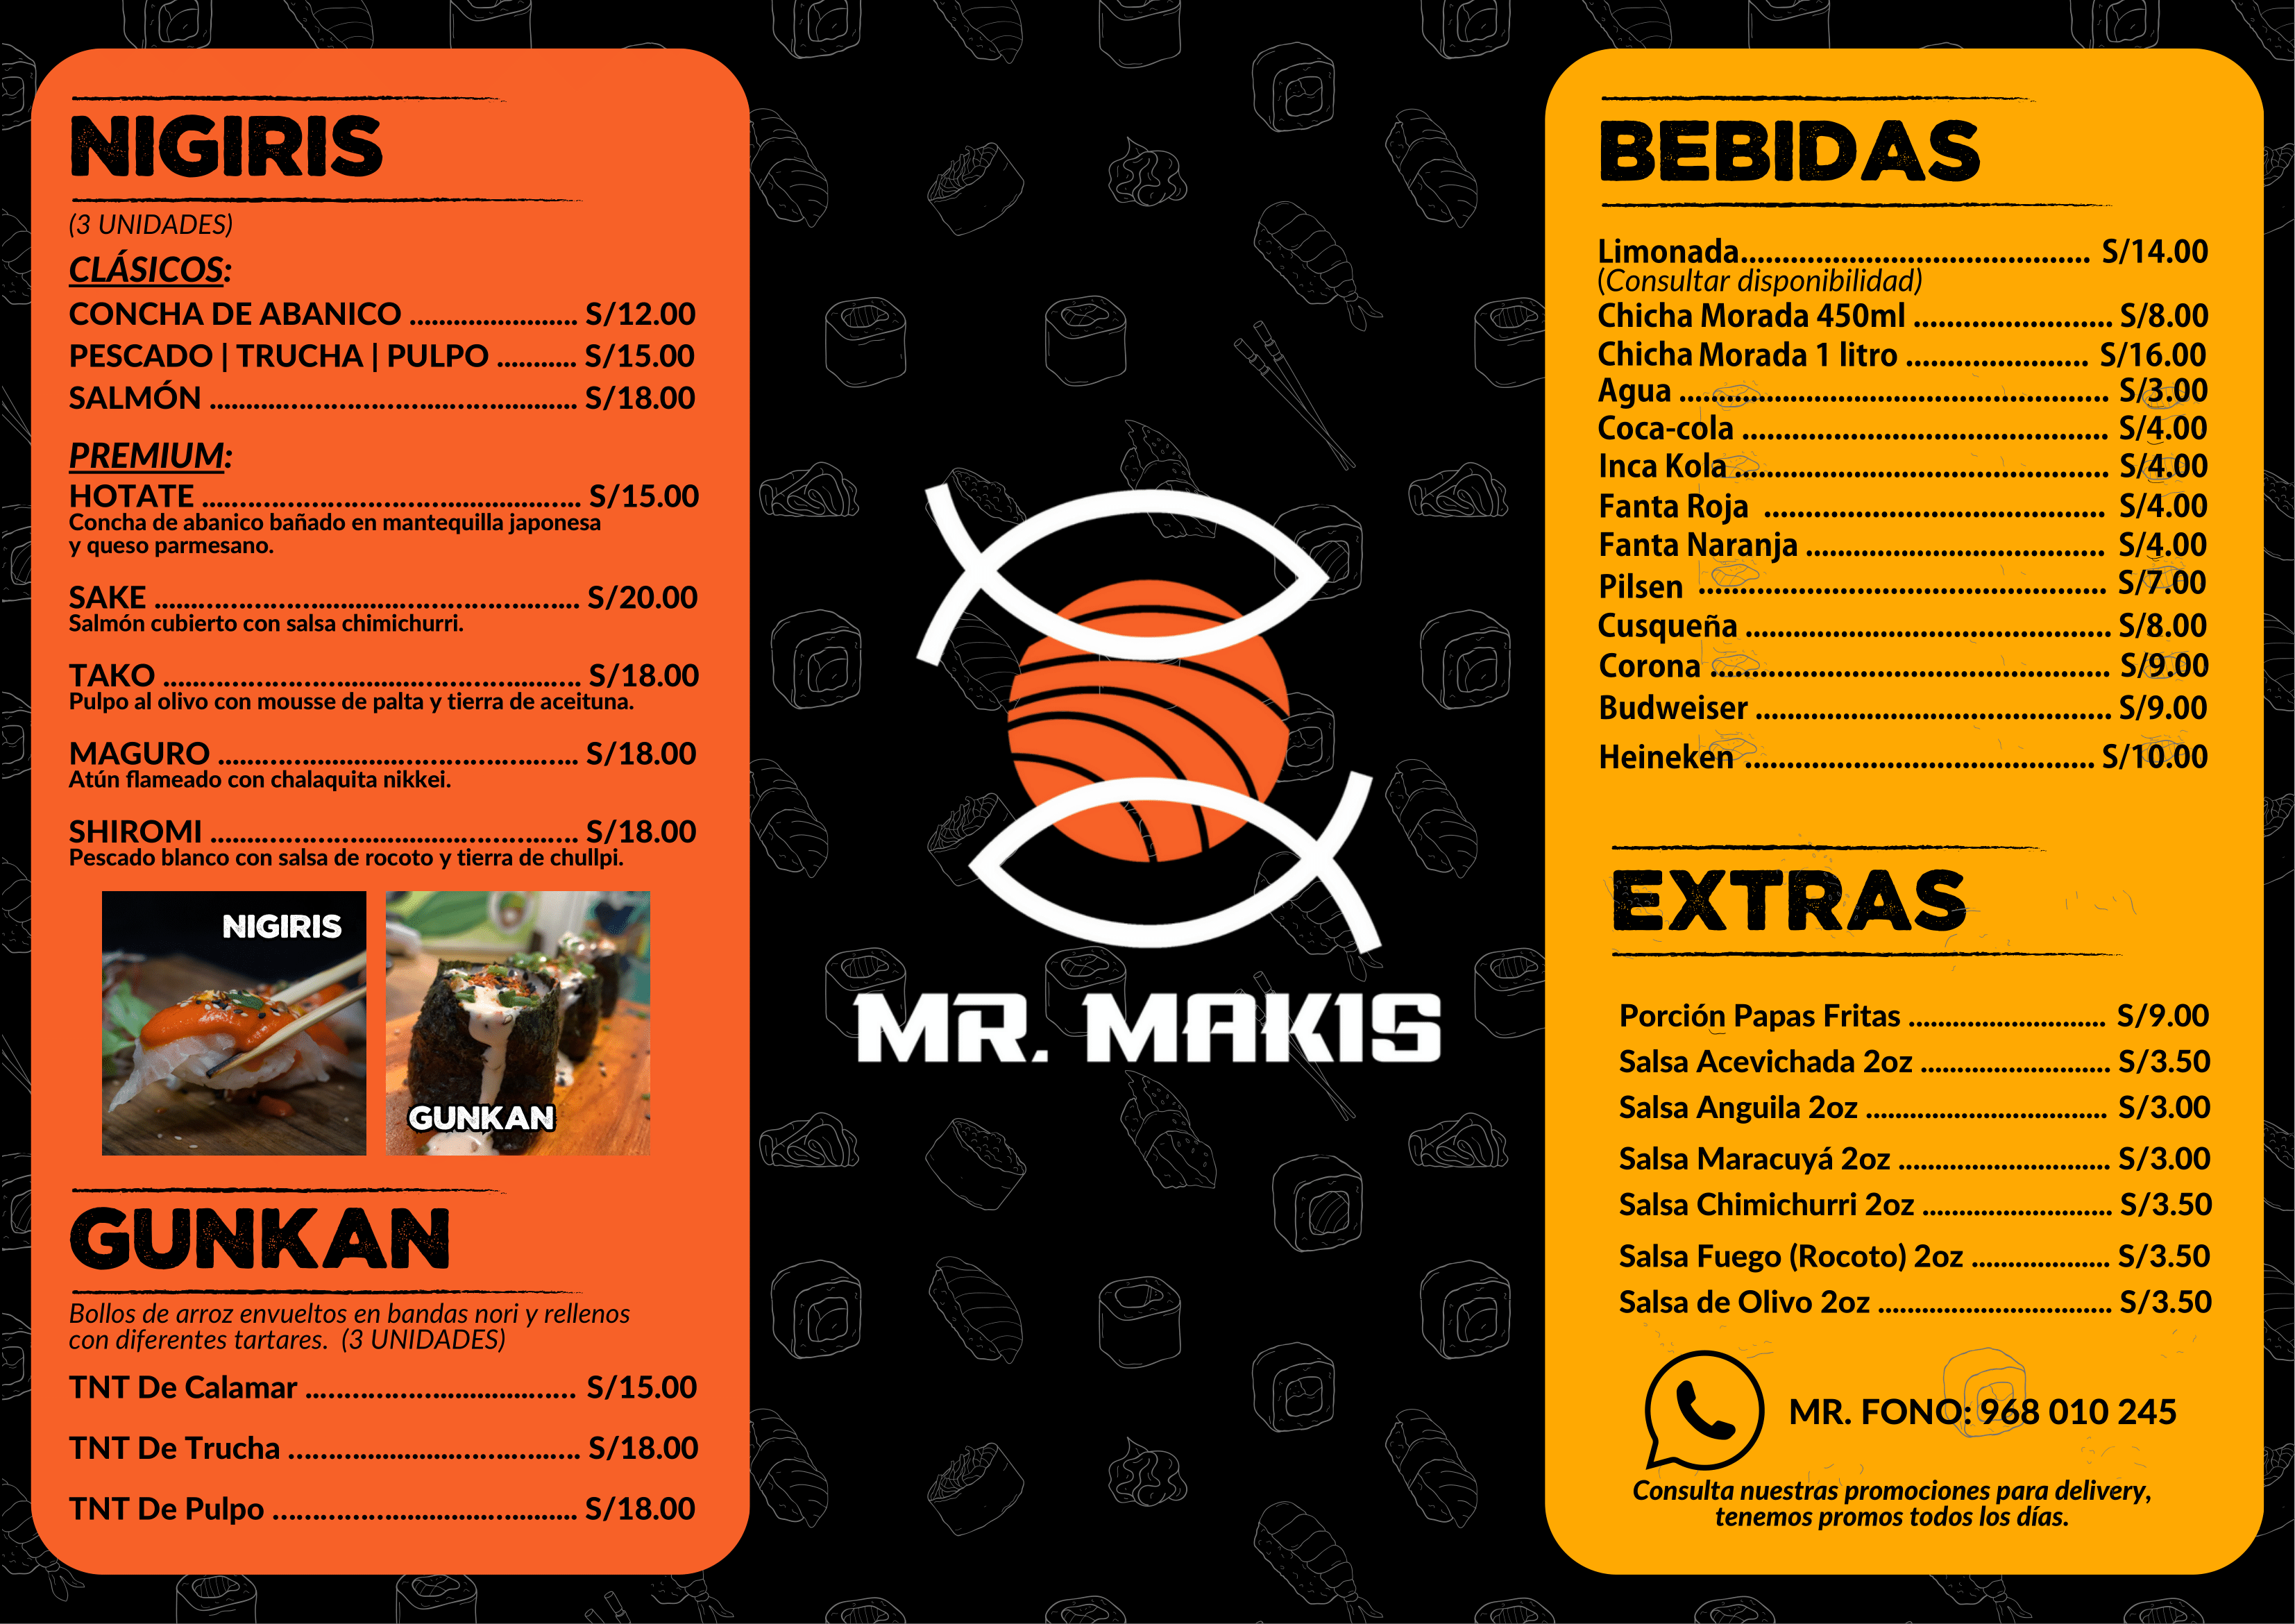 NIGIRIS
(3 UNIDADES)
CLÁSICOS:
CONCHA DE ABANICO ....................... S/12.00
PESCADO | TRUCHA | PULPO ........... S/15.00
SALMÓN .................................................. S/18.00
PREMIUM:
HOTATE .................................................... S/15.00
Concha de abanico bañado en mantequilla japonesa
y queso parmesano.
SAKE .......................................................... S/20.00
Salmón cubierto con salsa chimichurri.
TAKO ......................................................... S/18.00
Pulpo al olivo con mousse de palta y tierra de aceituna.
MAGURO ................................................. S/18.00
Atún flameado con chalaquita nikkei.
SHIROMI .................................................. S/18.00
Pescado blanco con salsa de rocoto y tierra de chullpi.
NIGIRIS
GUNKAN
GUNKAN
Bollos de arroz envueltos en bandas nori y rellenos
con diferentes tartares. (3 UNIDADES)
TNT De Calamar ..................................... S/15.00
TNT De Trucha ........................................ S/18.00
TNT De Pulpo .......................................... S/18.00
MR. MAKIS
BEBIDAS
Limonada.......................................... S/14.00
(Consultar disponibilidad)
Chicha Morada 450ml ........................ S/8.00
Chicha Morada 1 litro ...................... S/16.00
Agua .................................................... S/3.00
Coca-cola ............................................ S/4.00
Inca Kola ............................................. S/4.00
Fanta Roja ......................................... S/4.00
Fanta Naranja .................................... S/4.00
Pilsen ................................................. S/7.00
Cusqueña ............................................ S/8.00
Corona ................................................ S/9.00
Budweiser ........................................... S/9.00
Heineken .......................................... S/10.00
EXTRAS
Porción Papas Fritas ........................... S/9.00
Salsa Acevichada 2oz .......................... S/3.50
Salsa Anguila 2oz ................................. S/3.00
Salsa Maracuyá 2oz ............................. S/3.00
Salsa Chimichurri 2oz .......................... S/3.50
Salsa Fuego (Rocoto) 2oz ................... S/3.50
Salsa de Olivo 2oz ................................ S/3.50
MR. FONO: 968 010 245
Consulta nuestras promociones para delivery,
tenemos promos todos los días.